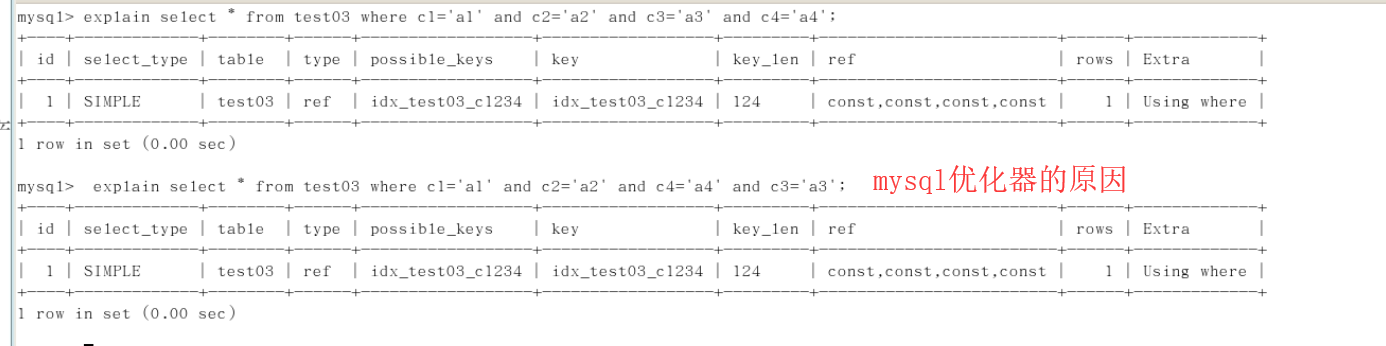 mysql> explain select * from test03 where c1='a1' and c2='a2' and c3='a3' and c4='a4';
+----+-------------+--------+------+-----------------+-----------------+---------+-------------------------+------+-------------+
| id | select_type | table | type | possible_keys | key | key_len | ref | rows | Extra |
+----+-------------+--------+------+-----------------+-----------------+---------+-------------------------+------+-------------+
| 1 | SIMPLE | test03 | ref | idx_test03_c1234 | idx_test03_c1234 | 124 | const,const,const,const | 1 | Using where |
+----+-------------+--------+------+-----------------+-----------------+---------+-------------------------+------+-------------+
1 row in set (0.00 sec)
mysql> explain select * from test03 where c1='a1' and c2='a2' and c4='a4' and c3='a3'; mysql优化器的原因
+----+-------------+--------+------+-----------------+-----------------+---------+-------------------------+------+-------------+
| id | select_type | table | type | possible_keys | key | key_len | ref | rows | Extra |
+----+-------------+--------+------+-----------------+-----------------+---------+-------------------------+------+-------------+
| 1 | SIMPLE | test03 | ref | idx_test03_c1234 | idx_test03_c1234 | 124 | const,const,const,const | 1 | Using where |
+----+-------------+--------+------+-----------------+-----------------+---------+-------------------------+------+-------------+
1 row in set (0.00 sec)